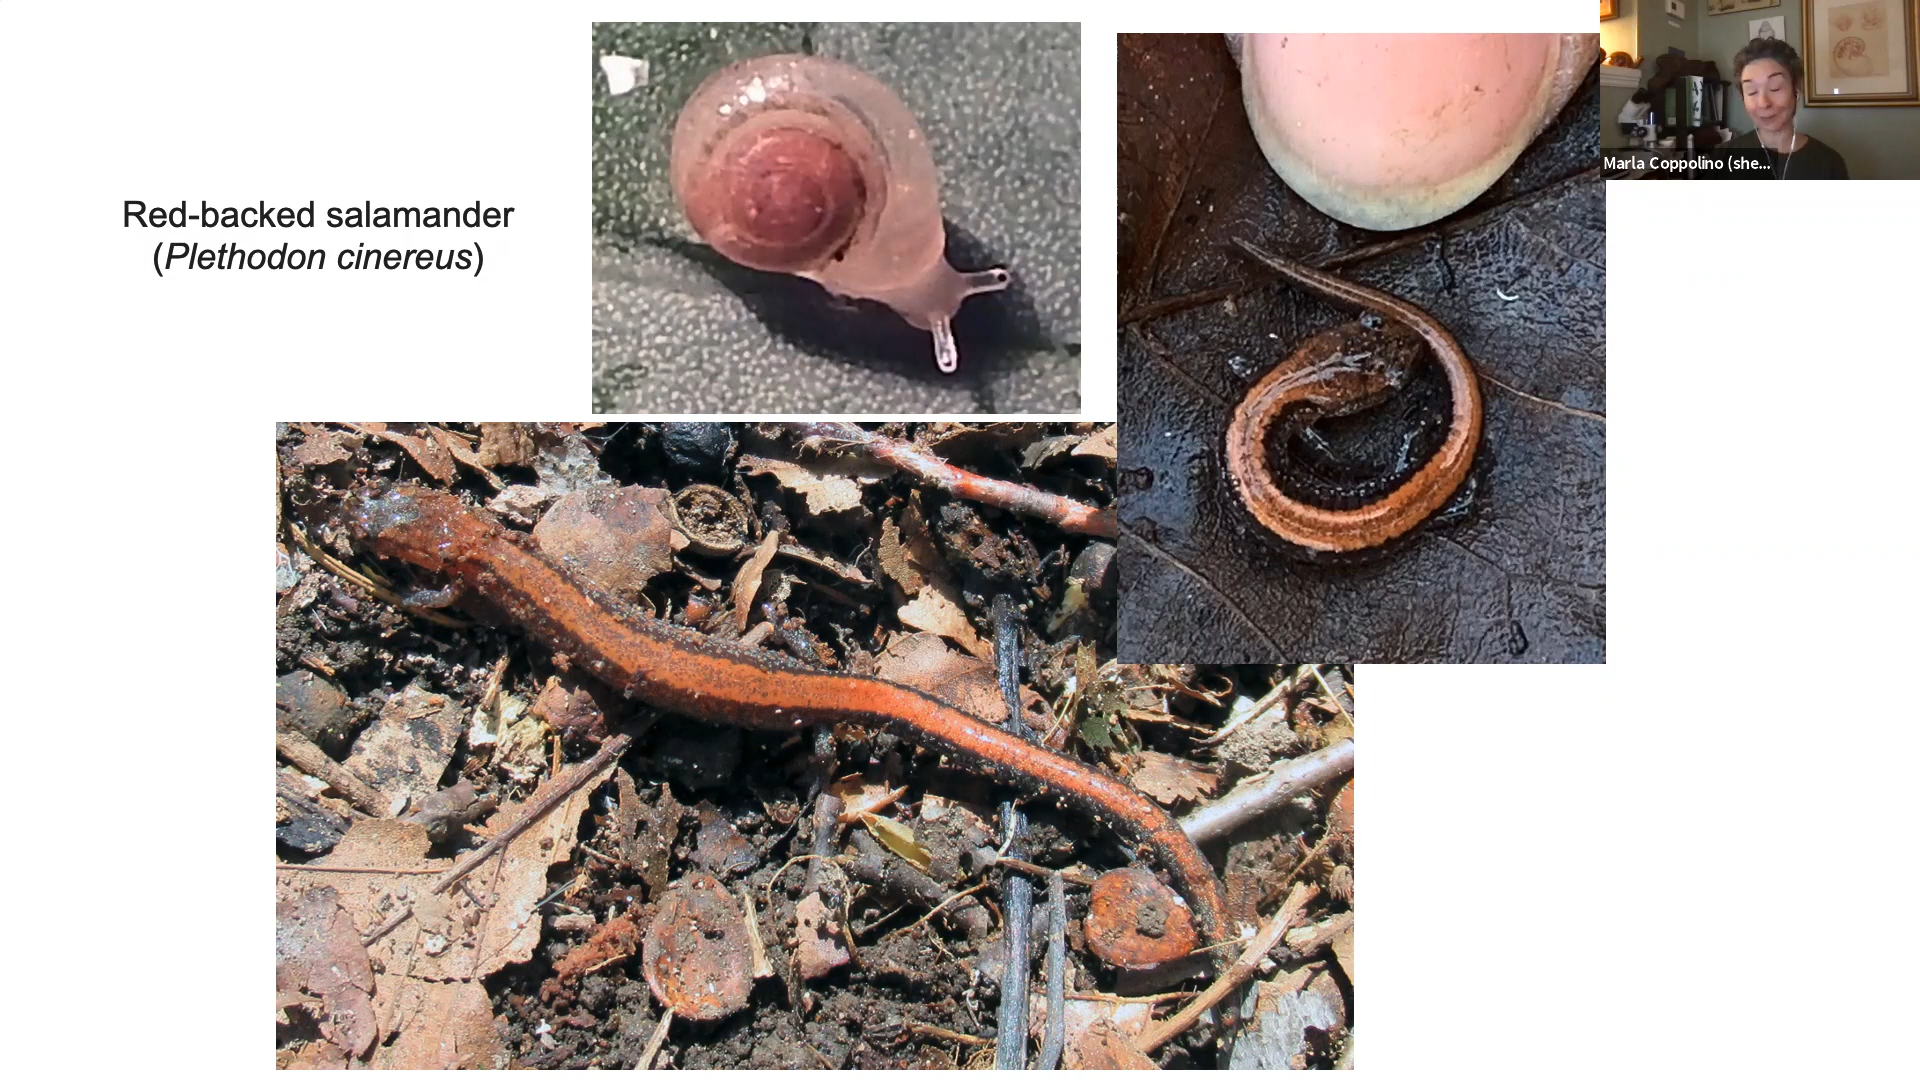 Red-backed salamander
(Plethodon cinereus)
Marla Coppolino (she...